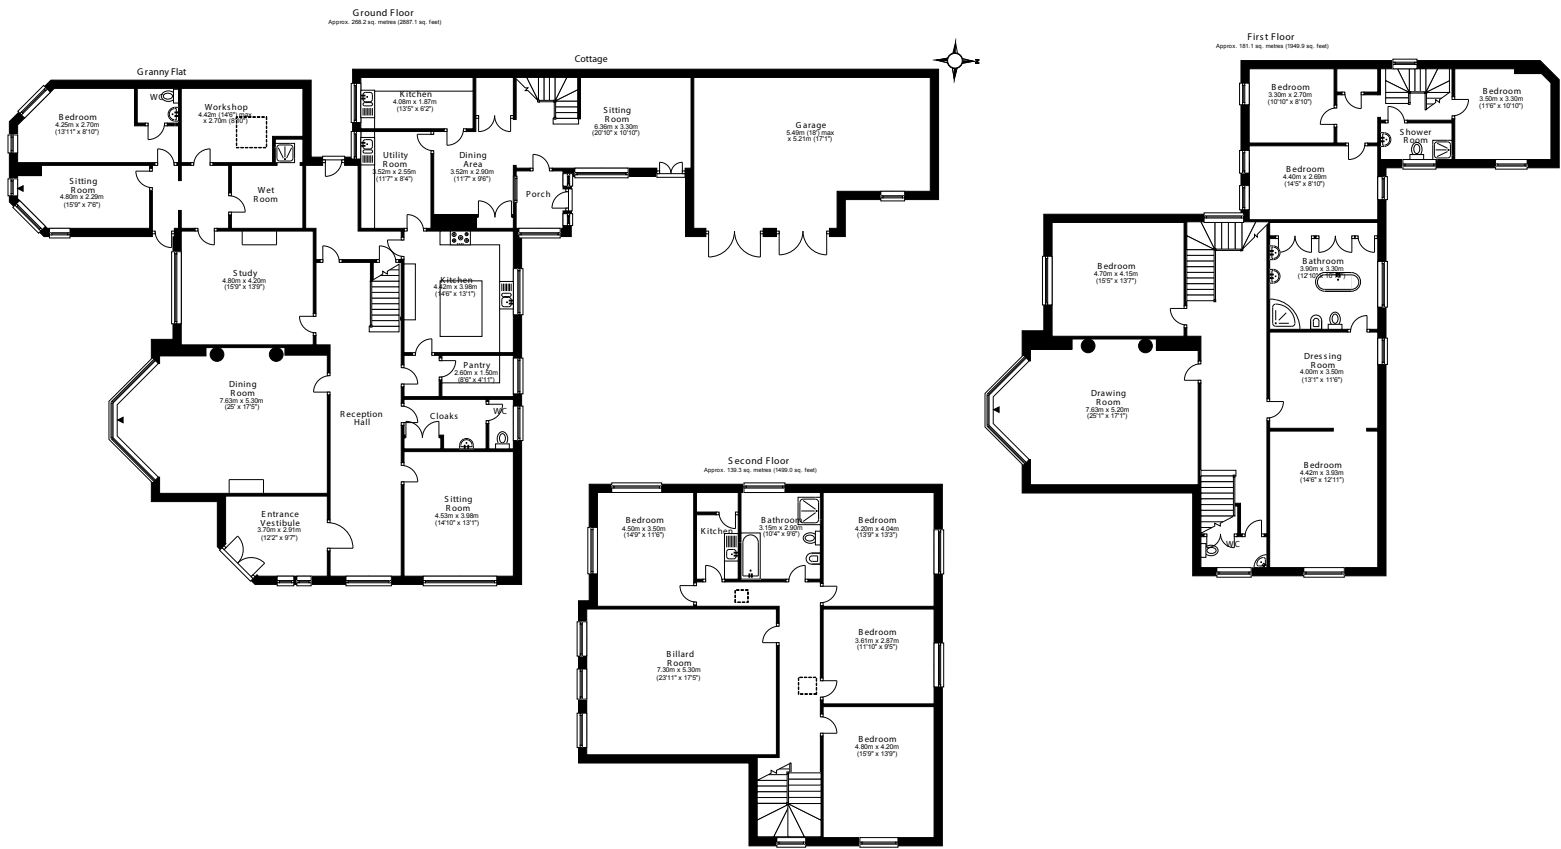 Ground Floor
Approx. 268.2 sq. metres (2887.1 sq. feet)
Granny Flat
Cottage
Bedroom
4.25m x 2.70m
(13'11" x 8'10")
WC
Workshop
4.42m (14'6") max
x 2.70m (8'10")
Sitting
Room
4.80m x 2.29m
(15'9" x 7'6")
Wet
Room
Kitchen
4.08m x 1.87m
(13'5" x 6'2")
Utility
Room
3.52m x 2.55m
(11'7" x 8'4")
Dining
Area
3.52m x 2.90m
(11'7" x 9'6")
Sitting
Room
6.36m x 3.30m
(20'10" x 10'10")
Porch
Garage
5.49m (18') max
x 5.21m (17'1")
Study
4.80m x 4.20m
(15'9" x 13'9")
Kitchen
4.42m x 3.98m
(14'6" x 13'1")
Pantry
2.60m x 1.50m
(8'6" x 4'11")
Dining
Room
7.63m x 5.30m
(25' x 17'5")
Reception
Hall
Cloaks
WC
Sitting
Room
4.53m x 3.98m
(14'10" x 13'1")
Entrance
Vestibule
3.70m x 2.91m
(12'2" x 9'7")
First Floor
Approx. 181.1 sq. metres (1949.9 sq. feet)
Bedroom
3.30m x 2.70m
(10'10" x 8'10")
Bedroom
3.50m x 3.30m
(11'6" x 10'10")
Shower
Room
Bedroom
4.40m x 2.69m
(14'5" x 8'10")
Bedroom
4.70m x 4.15m
(15'5" x 13'7")
Bathroom
3.90m x 3.30m
Dressing
Room
4.00m x 3.50m
(13'1" x 11'6")
Drawing
Room
7.63m x 5.20m
(25'1" x 17'1")
Bedroom
4.42m x 3.93m
(14'6" x 12'11")
WC
Second Floor
Approx. 139.3 sq. metres (1499.0 sq. feet)
Bedroom
4.50m x 3.50m
(14'9" x 11'6")
Kitchen
Bathroom
3.15m x 2.90m
(10'4" x 9'6")
Bedroom
4.20m x 4.04m
(13'9" x 13'3")
Billard
Room
7.30m x 5.30m
(23'11" x 17'5")
Bedroom
3.61m x 2.87m
(11'10" x 9'5")
Bedroom
4.80m x 4.20m
(15'9" x 13'9")